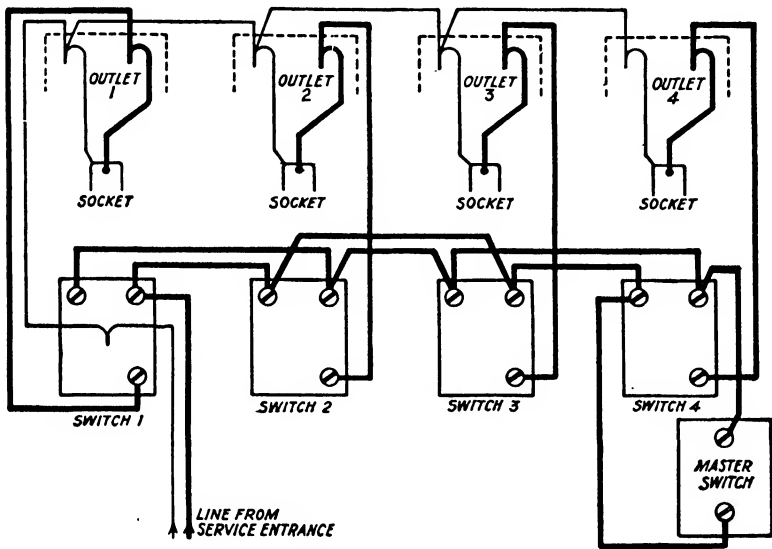 OUTLET
1
OUTLET
2
OUTLET
3
OUTLET
4
SOCKET
SOCKET
SOCKET
SOCKET
SWITCH 1
SWITCH 2
SWITCH 3
SWITCH 4
MASTER
SWITCH
LINE FROM
SERVICE ENTRANCE